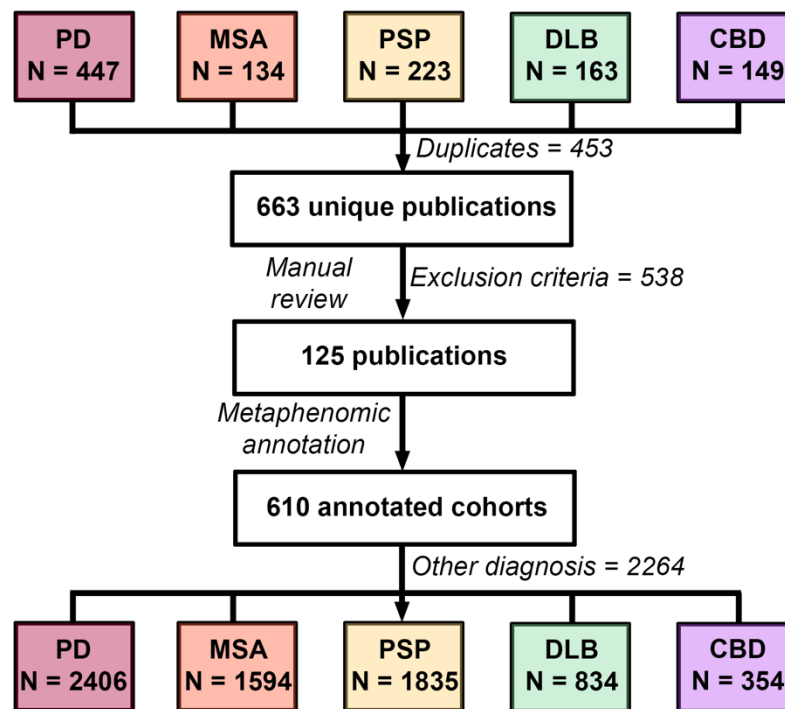 PD
N = 447
MSA
N = 134
PSP
N = 223
DLB
N = 163
CBD
N = 149
Duplicates = 453
663 unique publications
Manual
review
Exclusion criteria = 538
125 publications
Metaphenomic
annotation
610 annotated cohorts
Other diagnosis = 2264
PD
N = 2406
MSA
N = 1594
PSP
N = 1835
DLB
N = 834
CBD
N = 354